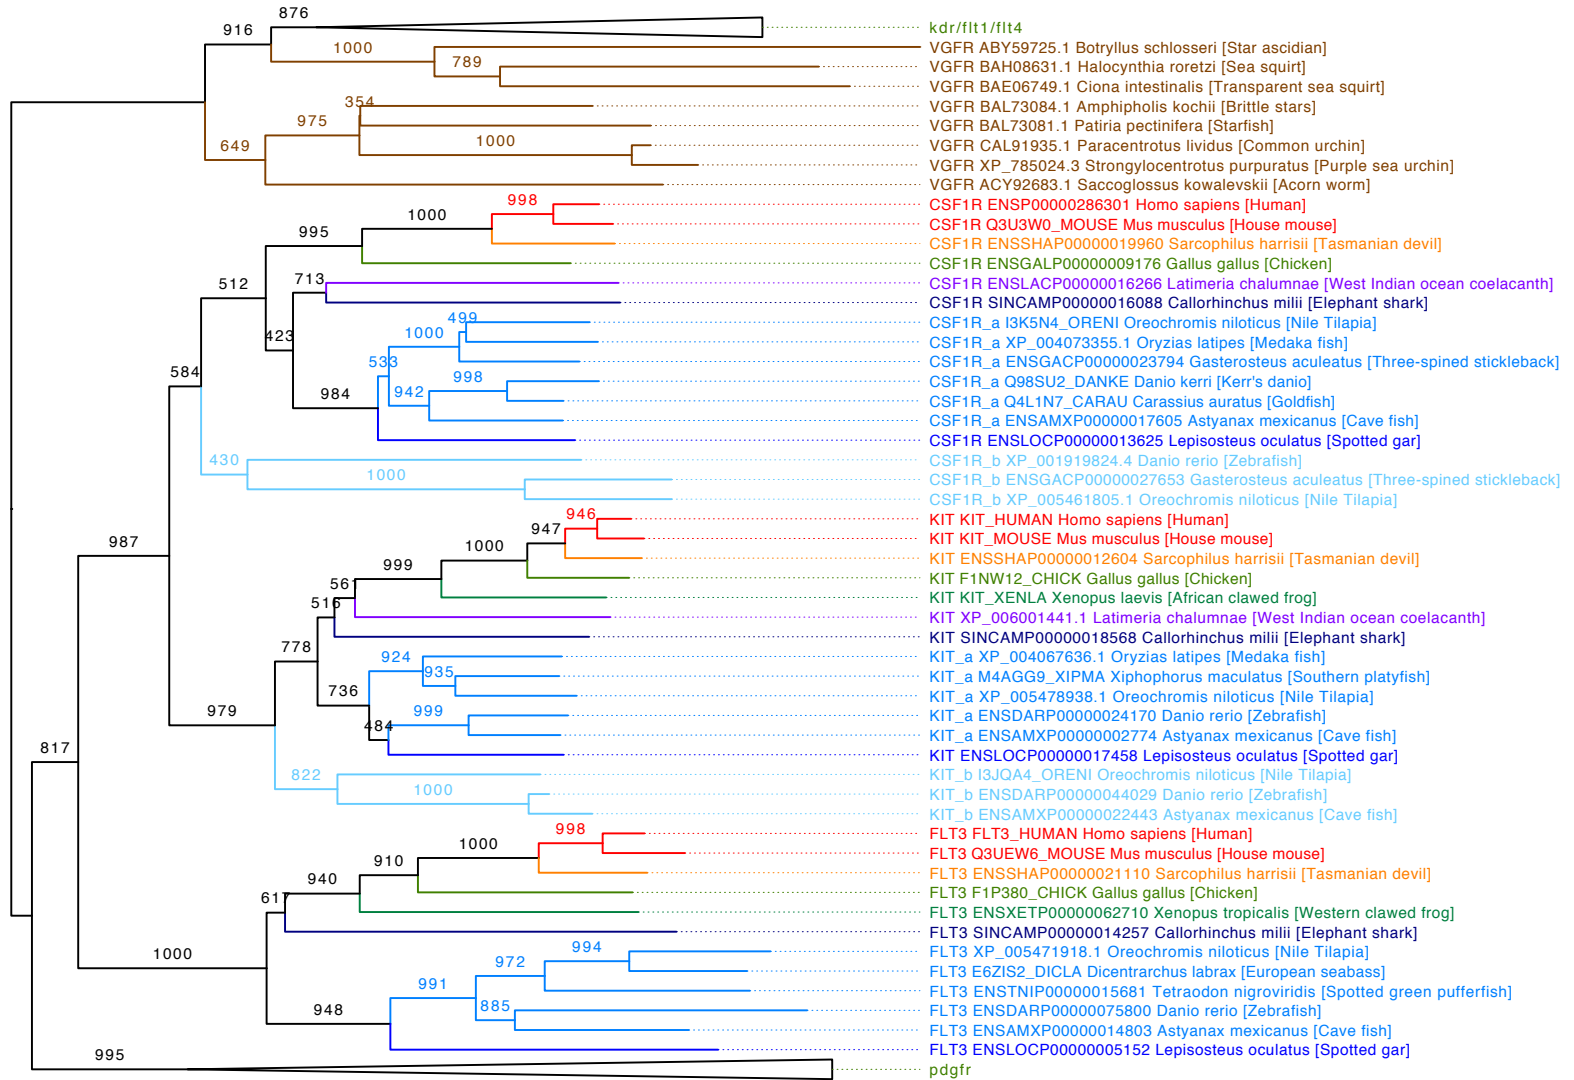 876
kdr/flt1/flt4
916
1000
VGFR ABY59725.1 Botryllus schlosseri [Star ascidian]
789
VGFR BAH08631.1 Halocynthia roretzi [Sea squirt]
VGFR BAE06749.1 Ciona intestinalis [Transparent sea squirt]
354
VGFR BAL73084.1 Amphipholis kochii [Brittle stars]
975
VGFR BAL73081.1 Patiria pectinifera [Starfish]
649
1000
VGFR CAL91935.1 Paracentrotus lividus [Common urchin]
VGFR XP_785024.3 Strongylocentrotus purpuratus [Purple sea urchin]
VGFR ACY92683.1 Saccoglossus kowalevskii [Acorn worm]
998
CSF1R ENSP00000286301 Homo sapiens [Human]
1000
CSF1R Q3U3W0_MOUSE Mus musculus [House mouse]
995
CSF1R ENSSHAP00000019960 Sarcophilus harrisii [Tasmanian devil]
CSF1R ENSGALP00000009176 Gallus gallus [Chicken]
512
713
CSF1R ENSLACP00000016266 Latimeria chalumnae [West Indian ocean coelacanth]
CSF1R SINCAMP00000016088 Callorhinchus milii [Elephant shark]
499
CSF1R_a I3K5N4_ORENI Oreochromis niloticus [Nile Tilapia]
423
1000
CSF1R_a XP_004073355.1 Oryzias latipes [Medaka fish]
533
CSF1R_a ENSGACP00000023794 Gasterosteus aculeatus [Three-spined stickleback]
584
998
CSF1R_a Q98SU2_DANKE Danio kerri [Kerr's danio]
984
942
CSF1R_a Q4L1N7_CARAU Carassius auratus [Goldfish]
CSF1R_a ENSAMXP00000017605 Astyanax mexicanus [Cave fish]
CSF1R ENSLOCP00000013625 Lepisosteus oculatus [Spotted gar]
430
CSF1R_b XP_001919824.4 Danio rerio [Zebrafish]
1000
CSF1R_b ENSGACP00000027653 Gasterosteus aculeatus [Three-spined stickleback]
CSF1R_b XP_005461805.1 Oreochromis niloticus [Nile Tilapia]
946
KIT KIT_HUMAN Homo sapiens [Human]
987
947
KIT KIT_MOUSE Mus musculus [House mouse]
1000
KIT ENSSHAP00000012604 Sarcophilus harrisii [Tasmanian devil]
999
KIT F1NW12_CHICK Gallus gallus [Chicken]
561
KIT KIT_XENLA Xenopus laevis [African clawed frog]
516
KIT XP_006001441.1 Latimeria chalumnae [West Indian ocean coelacanth]
KIT SINCAMP00000018568 Callorhinchus milii [Elephant shark]
778
924
KIT_a XP_004067636.1 Oryzias latipes [Medaka fish]
935
KIT_a M4AGG9_XIPMA Xiphophorus maculatus [Southern platyfish]
736
KIT_a XP_005478938.1 Oreochromis niloticus [Nile Tilapia]
979
999
KIT_a ENSDARP00000024170 Danio rerio [Zebrafish]
484
KIT_a ENSAMXP00000002774 Astyanax mexicanus [Cave fish]
817
KIT ENSLOCP00000017458 Lepisosteus oculatus [Spotted gar]
822
KIT_b I3JQA4_ORENI Oreochromis niloticus [Nile Tilapia]
1000
KIT_b ENSDARP00000044029 Danio rerio [Zebrafish]
KIT_b ENSAMXP00000022443 Astyanax mexicanus [Cave fish]
998
FLT3 FLT3_HUMAN Homo sapiens [Human]
1000
FLT3 Q3UEW6_MOUSE Mus musculus [House mouse]
910
FLT3 ENSSHAP00000021110 Sarcophilus harrisii [Tasmanian devil]
940
FLT3 F1P380_CHICK Gallus gallus [Chicken]
617
FLT3 ENSXETP00000062710 Xenopus tropicalis [Western clawed frog]
FLT3 SINCAMP00000014257 Callorhinchus milii [Elephant shark]
1000
994
FLT3 XP_005471918.1 Oreochromis niloticus [Nile Tilapia]
972
FLT3 E6ZIS2_DICLA Dicentrarchus labrax [European seabass]
991
FLT3 ENSTNIP00000015681 Tetraodon nigroviridis [Spotted green pufferfish]
948
885
FLT3 ENSDARP00000075800 Danio rerio [Zebrafish]
FLT3 ENSAMXP00000014803 Astyanax mexicanus [Cave fish]
FLT3 ENSLOCP00000005152 Lepisosteus oculatus [Spotted gar]
995
pdgfr